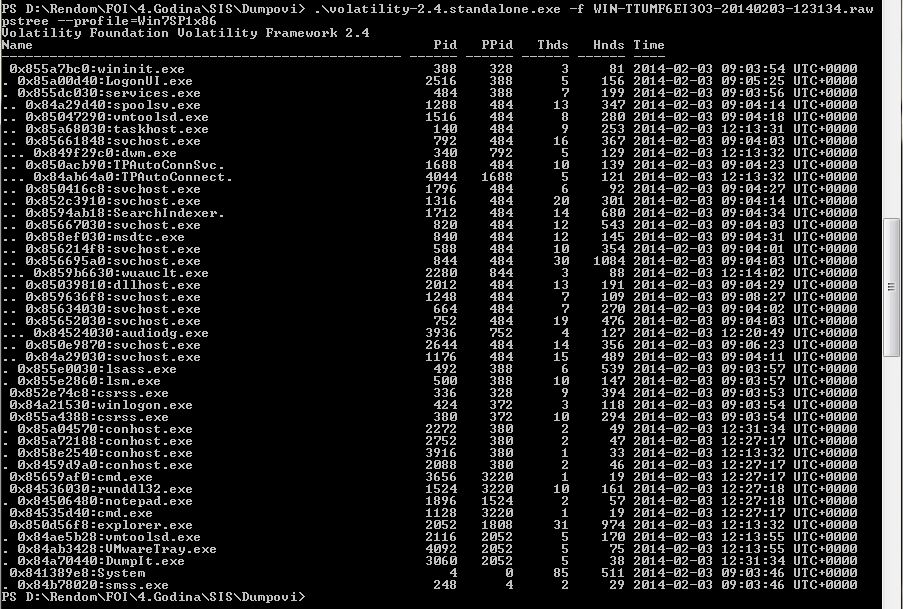 PS D:\Rendom\FOI\4.Godina\SIS\Dumpovi> .\volatility-2.4.standalone.exe -f WIN-TTUMF6EI3O3-20140203-123134.raw
pstree --profile=Win7SP1x86
Volatility Foundation Volatility Framework 2.4
Name Pid PPid Thds Hnds Time
-------------------------------------------------- ------ ------ ------ ------ ----
0x855a7bc0:wininit.exe 388 328 3 81 2014-02-03 09:03:54 UTC+0000
. 0x85a00d40:LogonUI.exe 2516 388 5 156 2014-02-03 09:05:25 UTC+0000
. 0x855dc030:services.exe 484 388 7 199 2014-02-03 09:03:56 UTC+0000
.. 0x84a29d40:spoolsv.exe 1288 484 13 347 2014-02-03 09:04:14 UTC+0000
.. 0x85047290:vmtoolsd.exe 1516 484 8 280 2014-02-03 09:04:18 UTC+0000
.. 0x85a68030:taskhost.exe 140 484 9 253 2014-02-03 12:13:31 UTC+0000
.. 0x85661848:svchost.exe 792 484 16 367 2014-02-03 09:04:03 UTC+0000
... 0x849f29c0:dwm.exe 340 792 5 129 2014-02-03 12:13:32 UTC+0000
.. 0x850acb90:TPAutoConnSvc. 1688 484 10 139 2014-02-03 09:04:23 UTC+0000
... 0x84ab64a0:TPAutoConnect. 4044 1688 5 121 2014-02-03 12:13:32 UTC+0000
.. 0x850416c8:svchost.exe 1796 484 6 92 2014-02-03 09:04:27 UTC+0000
.. 0x852c3910:svchost.exe 1316 484 20 301 2014-02-03 09:04:14 UTC+0000
.. 0x8594ab18:SearchIndexer. 1712 484 14 680 2014-02-03 09:04:34 UTC+0000
.. 0x85667030:svchost.exe 820 484 12 543 2014-02-03 09:04:03 UTC+0000
.. 0x858ef030:msdtc.exe 840 484 12 145 2014-02-03 09:04:31 UTC+0000
.. 0x856214f8:svchost.exe 588 484 10 354 2014-02-03 09:04:01 UTC+0000
.. 0x856695a0:svchost.exe 844 484 30 1084 2014-02-03 09:04:03 UTC+0000
... 0x859b6630:wuauclt.exe 2280 844 3 88 2014-02-03 12:14:02 UTC+0000
.. 0x85039810:dllhost.exe 2012 484 13 191 2014-02-03 09:04:29 UTC+0000
.. 0x859636f8:svchost.exe 1248 484 7 109 2014-02-03 09:08:27 UTC+0000
.. 0x85634030:svchost.exe 664 484 7 270 2014-02-03 09:04:02 UTC+0000
.. 0x85652030:svchost.exe 752 484 19 476 2014-02-03 09:04:03 UTC+0000
... 0x84524030:audiodg.exe 3936 752 4 127 2014-02-03 12:20:49 UTC+0000
.. 0x850e9870:svchost.exe 2644 484 14 356 2014-02-03 09:06:23 UTC+0000
.. 0x84a29030:svchost.exe 1176 484 15 489 2014-02-03 09:04:11 UTC+0000
. 0x855e0030:lsass.exe 492 388 6 539 2014-02-03 09:03:57 UTC+0000
. 0x855e2860:lsm.exe 500 388 10 147 2014-02-03 09:03:57 UTC+0000
0x852e74c8:csrss.exe 336 328 9 394 2014-02-03 09:03:53 UTC+0000
0x84a21530:winlogon.exe 424 372 3 118 2014-02-03 09:03:54 UTC+0000
0x855a4388:csrss.exe 380 372 10 294 2014-02-03 09:03:54 UTC+0000
. 0x85a04570:conhost.exe 2272 380 2 49 2014-02-03 12:31:34 UTC+0000
. 0x85a72188:conhost.exe 2752 380 2 47 2014-02-03 12:27:17 UTC+0000
. 0x858e2540:conhost.exe 3916 380 1 33 2014-02-03 12:13:32 UTC+0000
. 0x8459d9a0:conhost.exe 2088 380 2 46 2014-02-03 12:27:17 UTC+0000
0x85659af0:cmd.exe 3656 3220 1 19 2014-02-03 12:27:17 UTC+0000
0x84536030:rundll32.exe 1524 3220 10 161 2014-02-03 12:27:18 UTC+0000
. 0x84506480:notepad.exe 1896 1524 2 57 2014-02-03 12:27:18 UTC+0000
0x84535d40:cmd.exe 1128 3220 1 19 2014-02-03 12:27:17 UTC+0000
0x850d56f8:explorer.exe 2052 1808 31 974 2014-02-03 12:13:32 UTC+0000
. 0x84ae5b28:vmtoolsd.exe 2116 2052 5 170 2014-02-03 12:13:55 UTC+0000
. 0x84ab3428:VMwareTray.exe 4092 2052 5 75 2014-02-03 12:13:55 UTC+0000
. 0x84a70440:DumpIt.exe 3060 2052 5 38 2014-02-03 12:31:34 UTC+0000
0x841389e8:System 4 0 85 511 2014-02-03 09:03:46 UTC+0000
. 0x84b78020:smss.exe 248 4 2 29 2014-02-03 09:03:46 UTC+0000
PS D:\Rendom\FOI\4.Godina\SIS\Dumpovi>